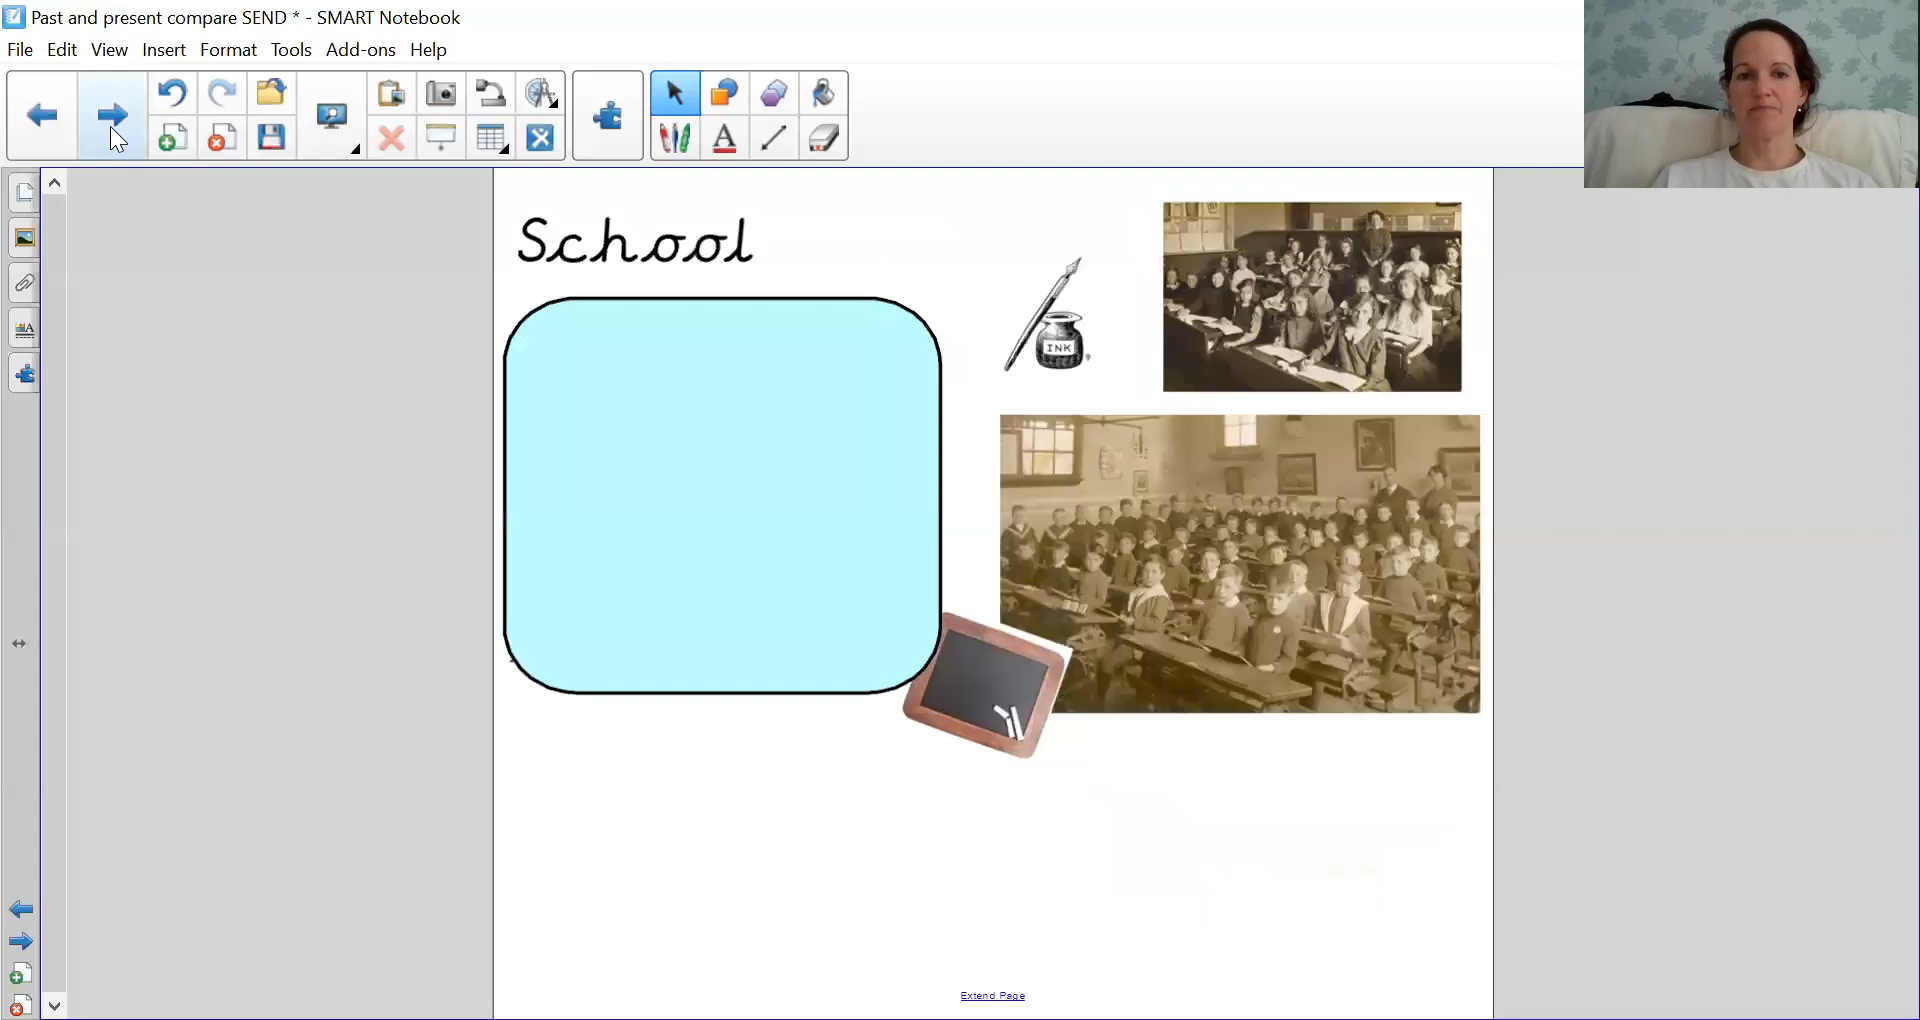 Past and present compare SEND * - SMART Notebook
File Edit View Insert Format Tools Add-ons Help
School
INK
Extend Page